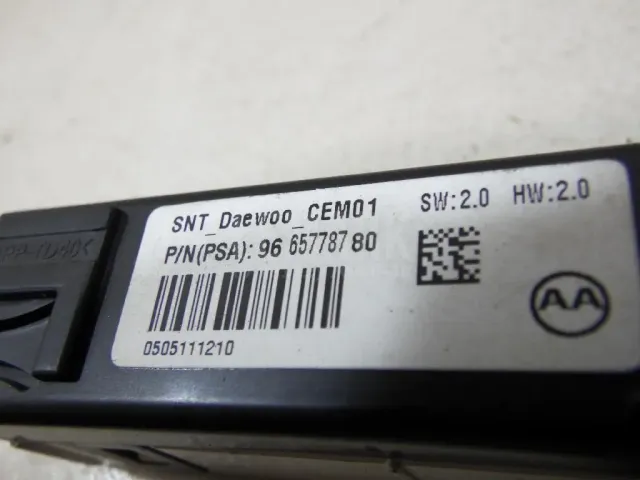 SNT_Daewoo_CEM01 SW:2.0 HW:2.0
P/N(PSA): 96 657787 80
0505111210
AA